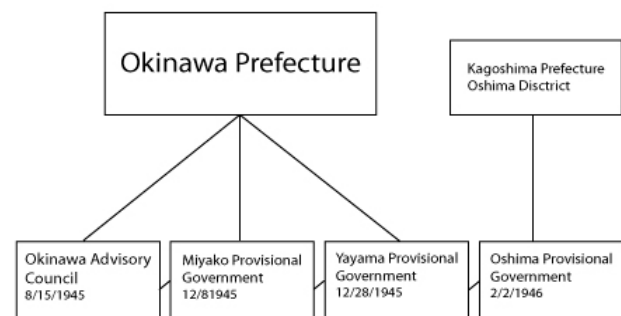 Okinawa Prefecture
Kagoshima Prefecture
Oshima Disctrict
Okinawa Advisory
Council
8/15/1945
Miyako Provisional
Government
12/81945
Yayama Provisional
Government
12/28/1945
Oshima Provisional
Government
2/2/1946